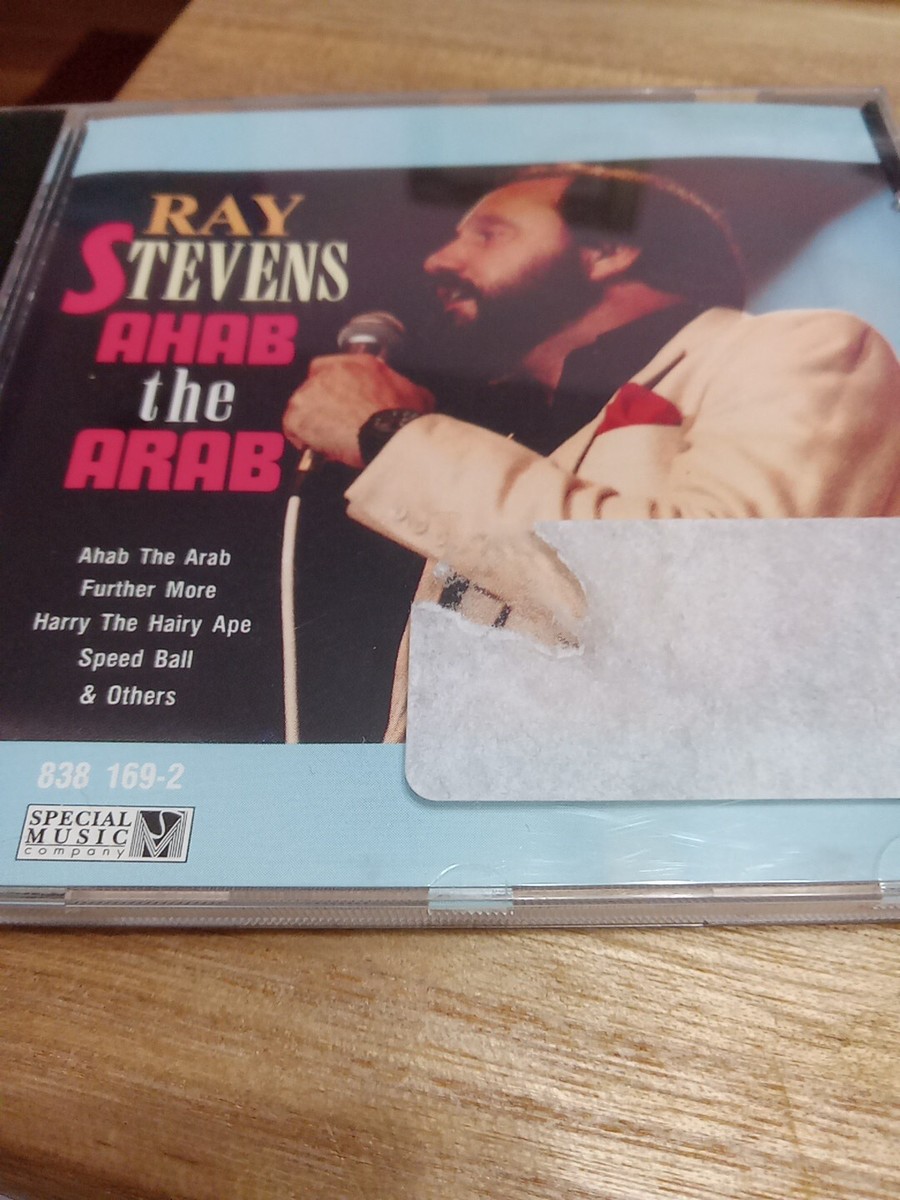 RAY
STEVENS
AHAB
the
ARAB
Ahab The Arab
Further More
Harry The Hairy Ape
Speed Ball
& Others
838 169-2
SPECIAL
MUSIC
company